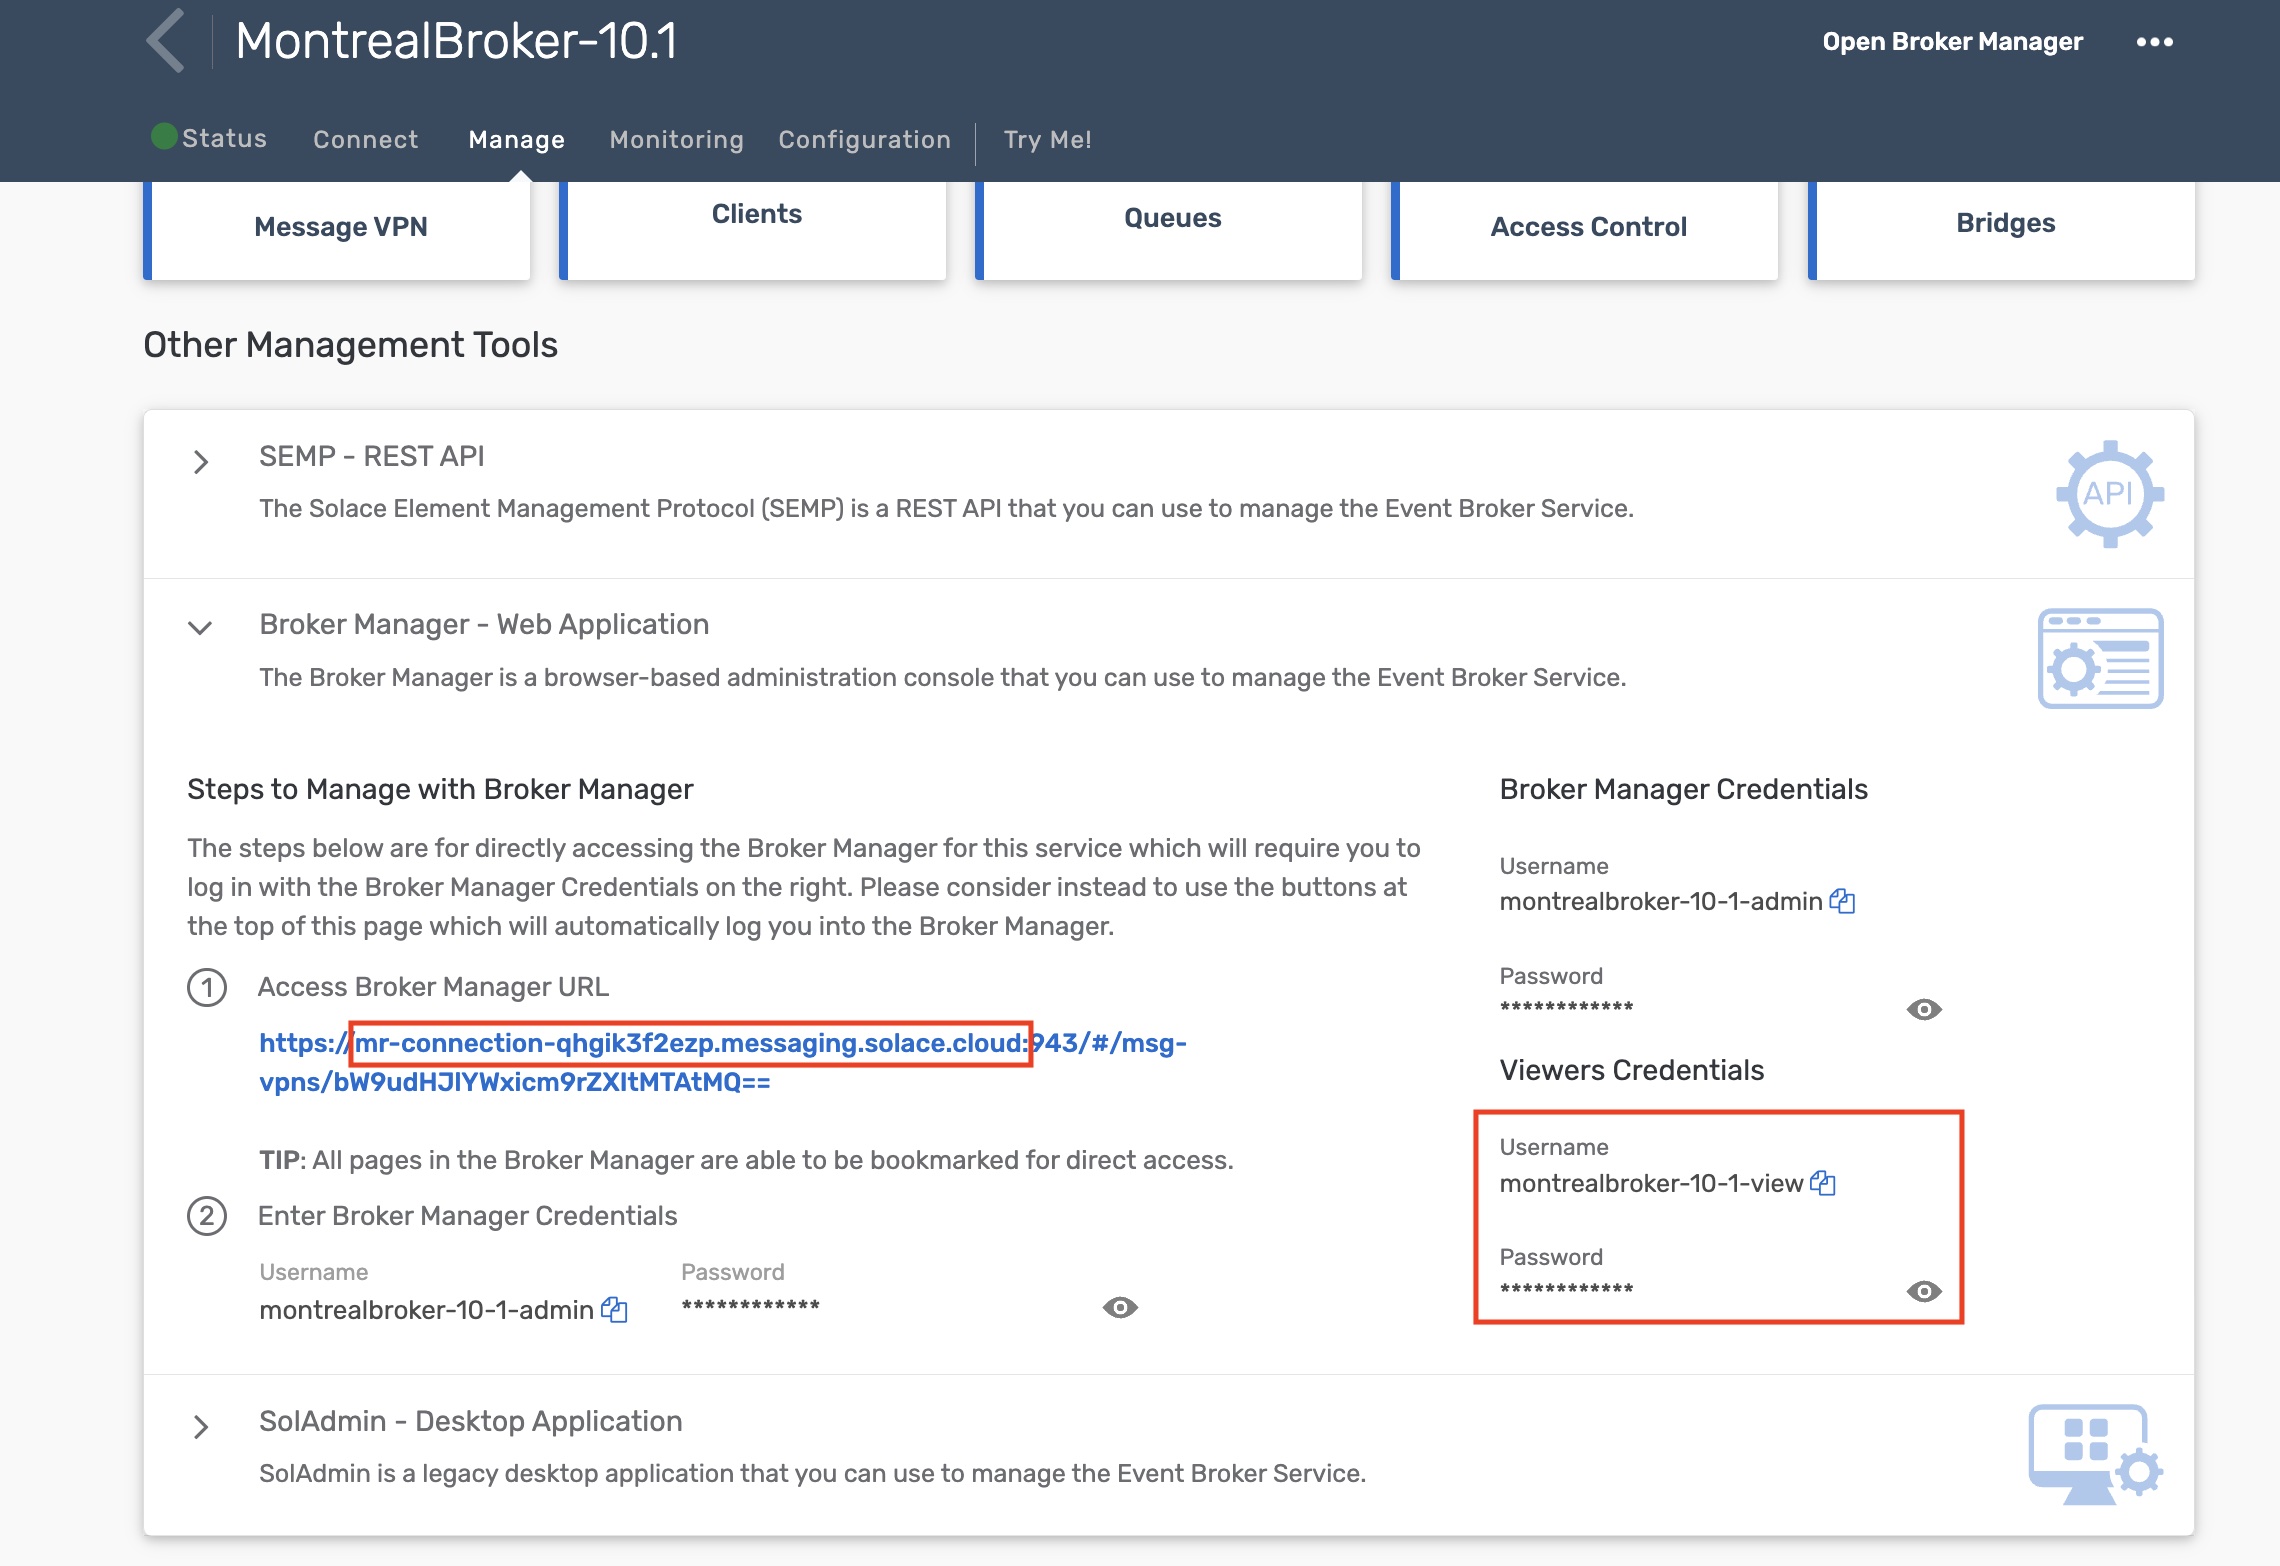 MontrealBroker-10.1
Open Broker Manager
Status Connect Manage Monitoring Configuration Try Me!
Message VPN
Clients
Queues
Access Control
Bridges
Other Management Tools
SEMP - REST API
The Solace Element Management Protocol (SEMP) is a REST API that you can use to manage the Event Broker Service.
API
Broker Manager - Web Application
The Broker Manager is a browser-based administration console that you can use to manage the Event Broker Service.
Steps to Manage with Broker Manager
The steps below are for directly accessing the Broker Manager for this service which will require you to
log in with the Broker Manager Credentials on the right. Please consider instead to use the buttons at
the top of this page which will automatically log you into the Broker Manager.
1 Access Broker Manager URL
https://mr-connection-qhgik3f2ezp.messaging.solace.cloud:943/#/msg-
vpns/bW9udHJlYWxicm9rZXItMTAtMQ==
TIP: All pages in the Broker Manager are able to be bookmarked for direct access.
2 Enter Broker Manager Credentials
Username Password
montrealbroker-10-1-admin ************
Broker Manager Credentials
Username
montrealbroker-10-1-admin
Password
************
Viewers Credentials
Username
montrealbroker-10-1-view
Password
************
SolAdmin - Desktop Application
SolAdmin is a legacy desktop application that you can use to manage the Event Broker Service.